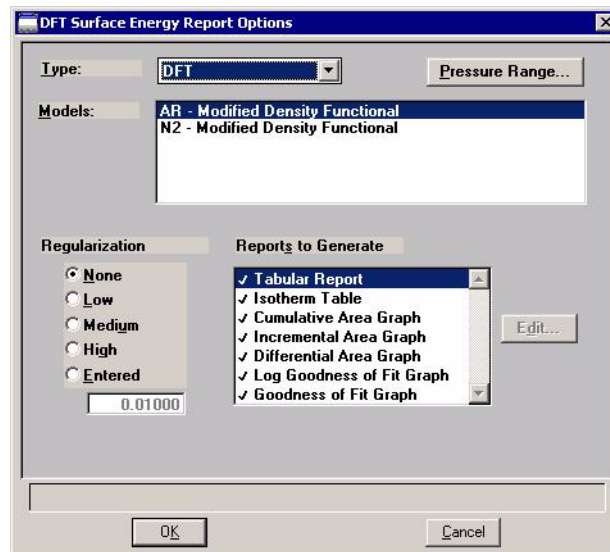 DFT Surface Energy Report Options
Type: DFT Pressure Range...
Models: AR - Modified Density Functional
N2 - Modified Density Functional
Regularization Reports to Generate
None
Low
Medium
High
Entered
0.01000
✓ Tabular Report
✓ Isotherm Table
✓ Cumulative Area Graph
✓ Incremental Area Graph
✓ Differential Area Graph
✓ Log Goodness of Fit Graph
✓ Goodness of Fit Graph
Edit...
OK Cancel